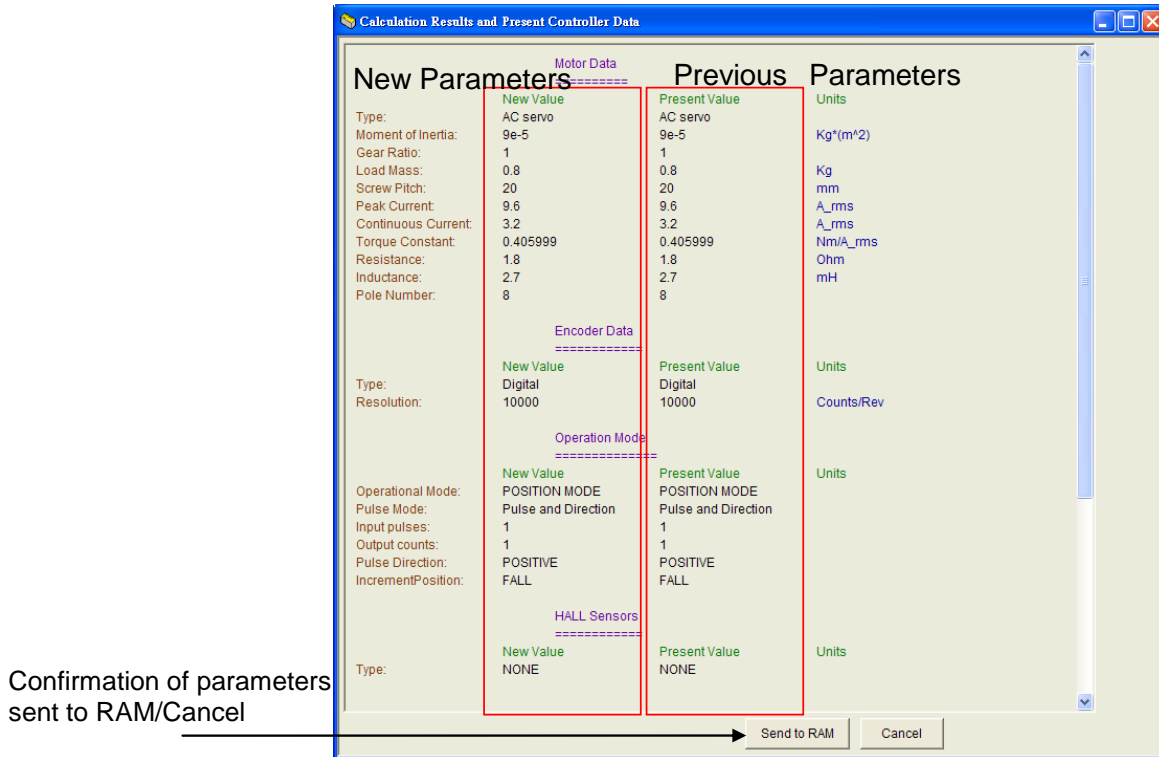 Calculation Results and Present Controller Data
Motor Data
New Parameters Previous Parameters
==========
New Value Present Value Units
Type: AC servo AC servo
Moment of Inertia: 9e-5 9e-5 Kg*(m^2)
Gear Ratio: 1 1
Load Mass: 0.8 0.8 Kg
Screw Pitch: 20 20 mm
Peak Current: 9.6 9.6 A_rms
Continuous Current: 3.2 3.2 A_rms
Torque Constant: 0.405999 0.405999 Nm/A_rms
Resistance: 1.8 1.8 Ohm
Inductance: 2.7 2.7 mH
Pole Number: 8 8
Encoder Data
============
New Value Present Value Units
Type: Digital Digital
Resolution: 10000 10000 Counts/Rev
Operation Mode
==============
New Value Present Value Units
Operational Mode: POSITION MODE POSITION MODE
Pulse Mode: Pulse and Direction Pulse and Direction
Input pulses: 1 1
Output counts: 1 1
Pulse Direction: POSITIVE POSITIVE
IncrementPosition: FALL FALL
HALL Sensors
============
New Value Present Value Units
Type: NONE NONE
Confirmation of parameters
sent to RAM/Cancel
Send to RAM Cancel